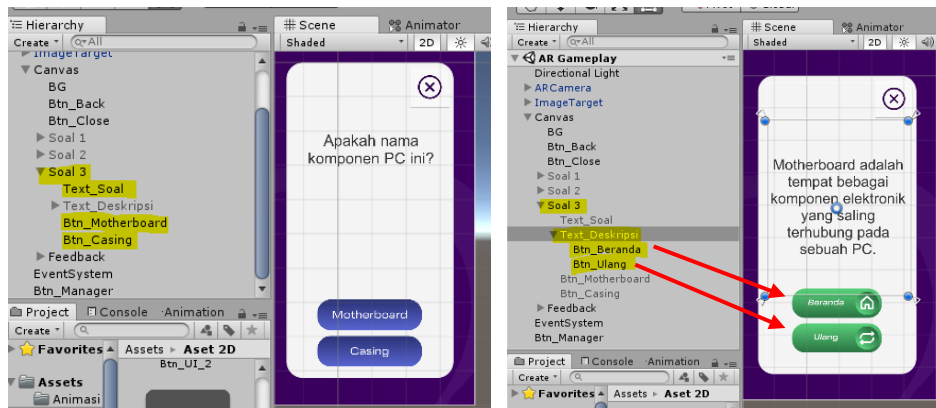 Hierarchy
Create
All
ImageTarget
Canvas
BG
Btn_Back
Btn_Close
Soal 1
Soal 2
Soal 3
Text_Soal
Text_Deskripsi
Btn_Motherboard
Btn_Casing
Feedback
EventSystem
Btn_Manager
Project
Console
Animation
Create
Favorites
Assets
Animasi
Assets ▸ Aset 2D
Btn_UI_2
Scene
Animator
Shaded
2D
Apakah nama
komponen PC ini?
Motherboard
Casing
Hierarchy
Create
All
AR Gameplay
Directional Light
ARCamera
ImageTarget
Canvas
BG
Btn_Back
Btn_Close
Soal 1
Soal 2
Soal 3
Text_Soal
Text_Deskripsi
Btn_Beranda
Btn_Ulang
Btn_Motherboard
Btn_Casing
Feedback
EventSystem
Btn_Manager
Project
Console
Animation
Create
Favorites
Assets ▸ Aset 2D
Scene
Animator
Shaded
2D
Motherboard adalah
tempat bebagai
komponen elektronik
yang saling
terhubung pada
sebuah PC.
Beranda
Ulang